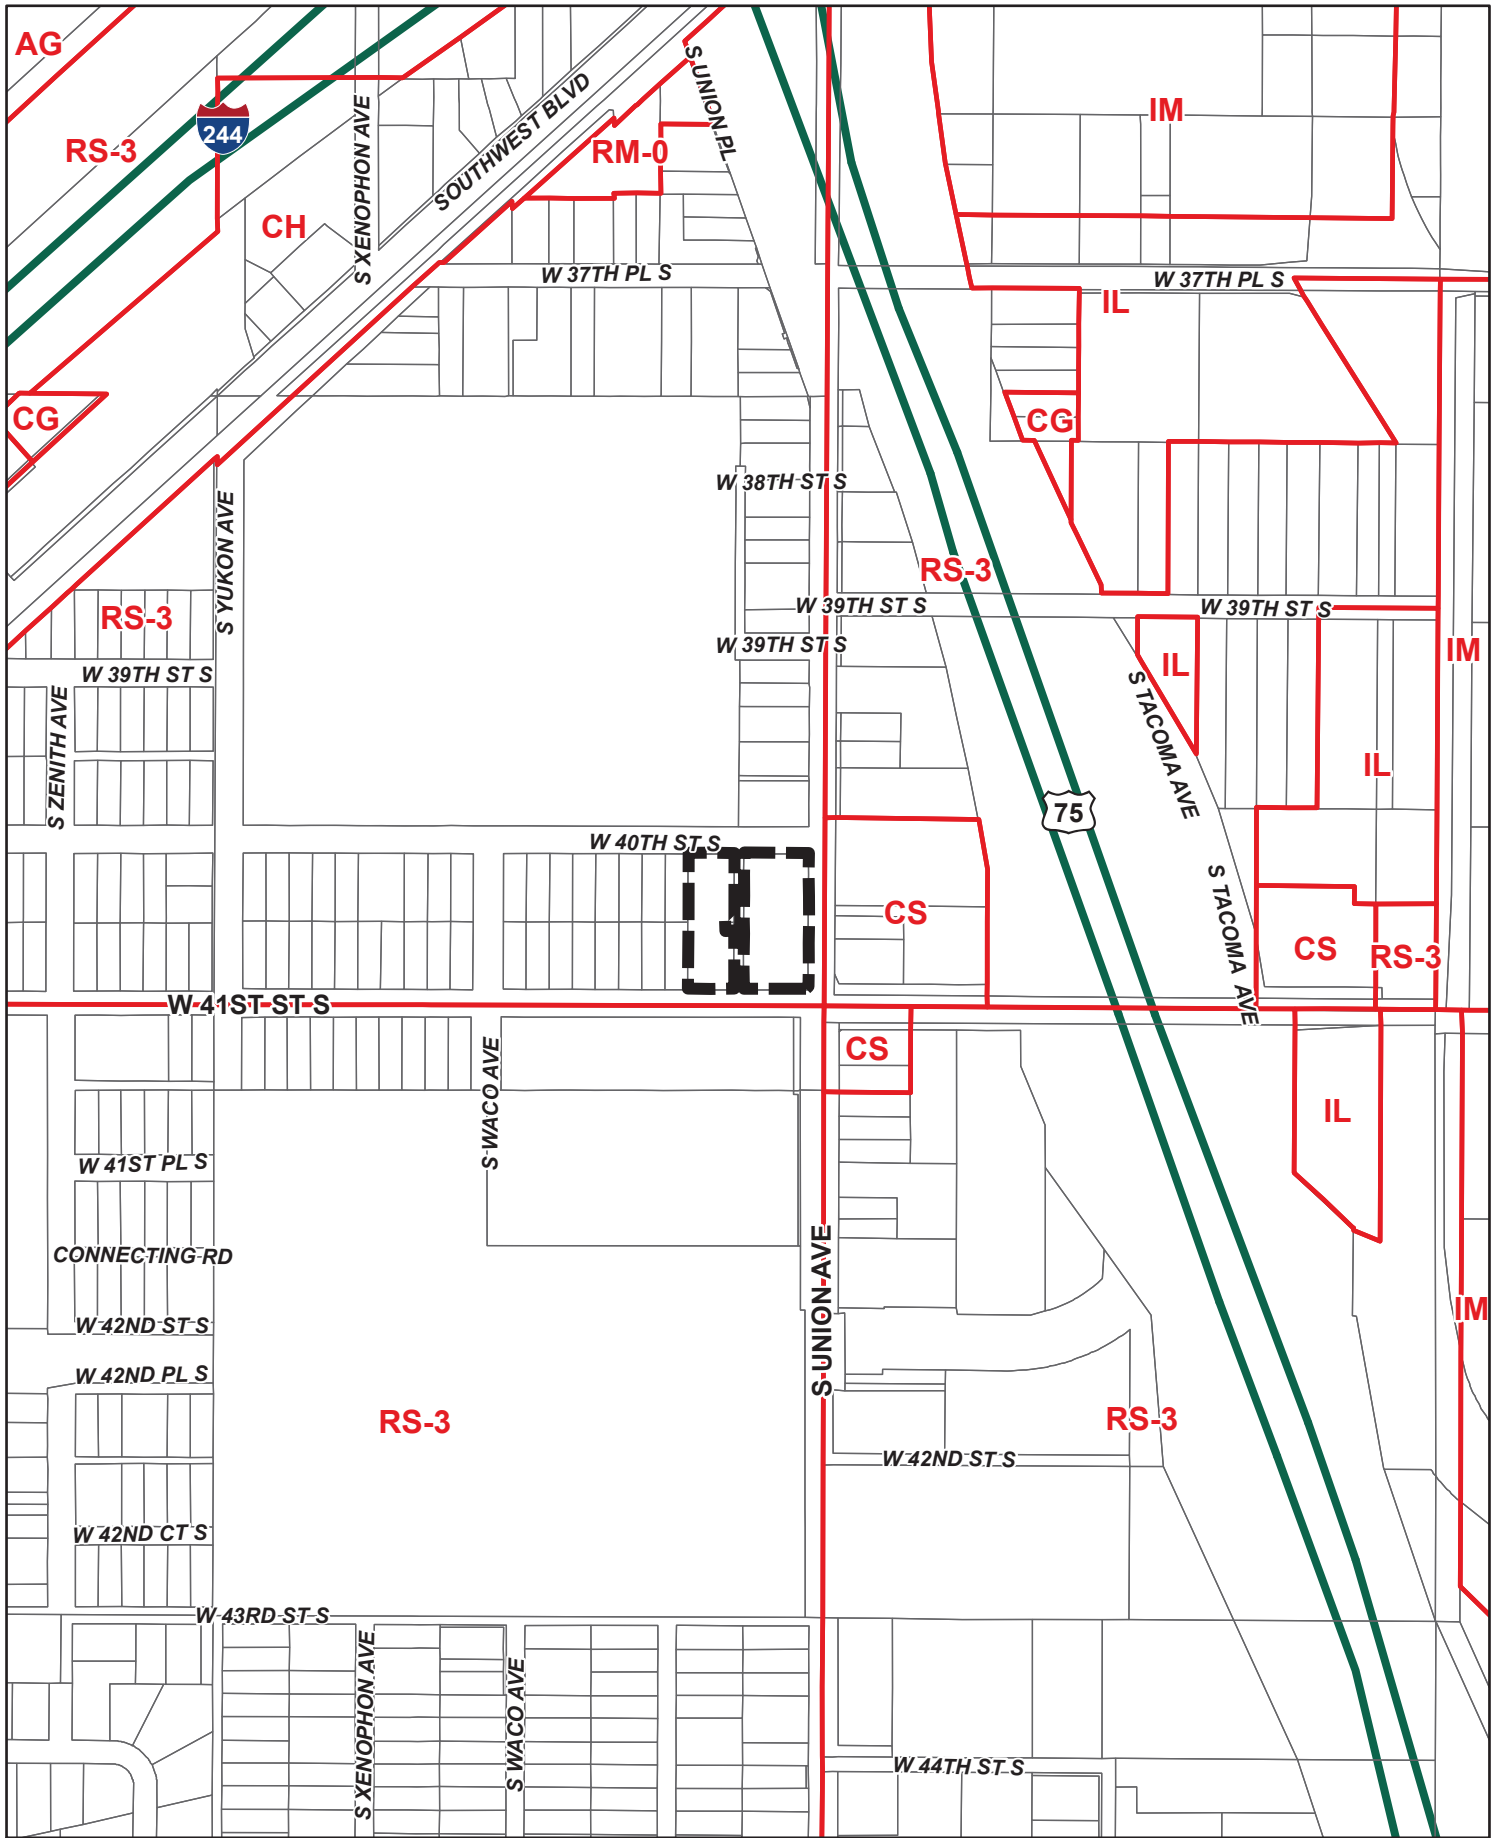 AG
S UNION PL
IM
244
RS-3
S XENOPHON AVE
SOUTHWEST BLVD
RM-0
CH
W 37TH PL S
W 37TH PL S
IL
CG
CG
W 38TH ST S
S YUKON AVE
RS-3
RS-3
W 39TH ST S
W 39TH ST S
W 39TH ST S
W 39TH ST S
IM
IL
S ZENITH AVE
S TACOMA AVE
IL
75
W 40TH ST S
S TACOMA AVE
CS
CS
RS-3
W 41ST ST S
CS
S WACO AVE
IL
W 41ST PL S
CONNECTING RD
S UNION AVE
IM
W 42ND ST S
W 42ND PL S
RS-3
RS-3
W 42ND ST S
W 42ND CT S
W 43RD ST S
S XENOPHON AVE
S WACO AVE
W 44TH ST S